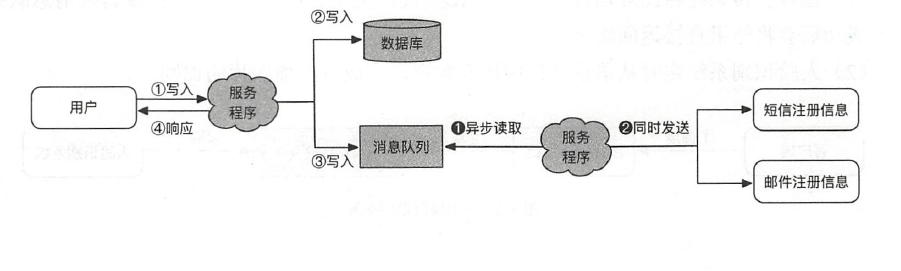 ②写入
数据库
用户
①写入
④响应
服务
程序
③写入
消息队列
❶异步读取
服务
程序
❷同时发送
短信注册信息
邮件注册信息